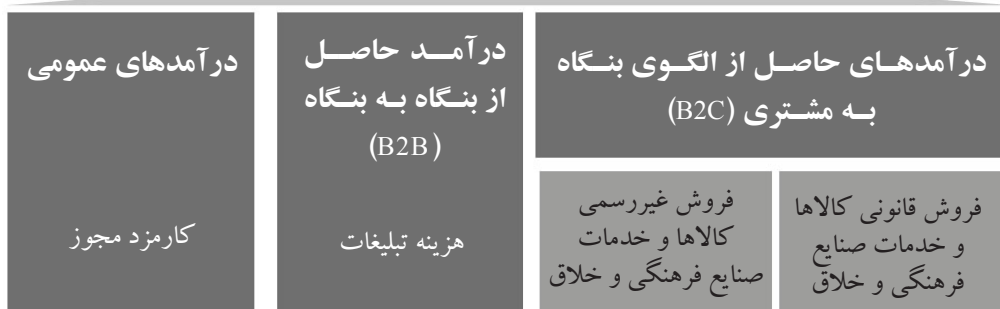 درآمدهای حاصل از الگوی بنگاه
به مشتری (B2C)
فروش قانونی کالاها
و خدمات صنایع
فرهنگی و خلاق
فروش غیررسمی
کالاها و خدمات
صنایع فرهنگی و خلاق
درآمد حاصل
از بنگاه به بنگاه
(B2B)
هزینه تبلیغات
درآمدهای عمومی
کارمزد مجوز